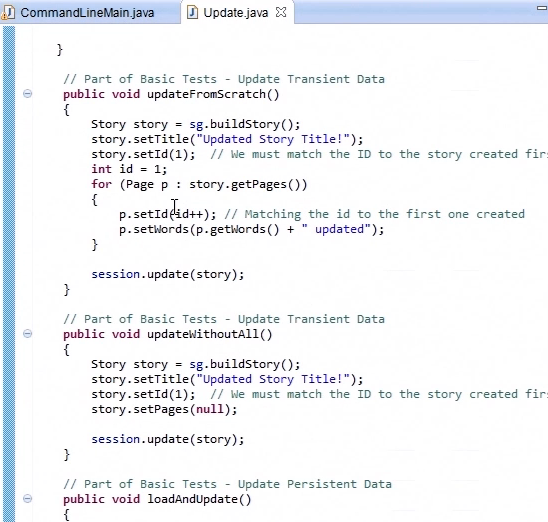 CommandLineMain.java Update.java
}
// Part of Basic Tests - Update Transient Data
public void updateFromScratch()
{
Story story = sg.buildStory();
story.setTitle("Updated Story Title!");
story.setId(1); // We must match the ID to the story created firs
int id = 1;
for (Page p : story.getPages())
{
p.setId(id++); // Matching the id to the first one created
p.setWords(p.getWords() + " updated");
}
session.update(story);
}
// Part of Basic Tests - Update Transient Data
public void updateWithoutAll()
{
Story story = sg.buildStory();
story.setTitle("Updated Story Title!");
story.setId(1); // We must match the ID to the story created firs
story.setPages(null);
session.update(story);
}
// Part of Basic Tests - Update Persistent Data
public void loadAndUpdate()
{